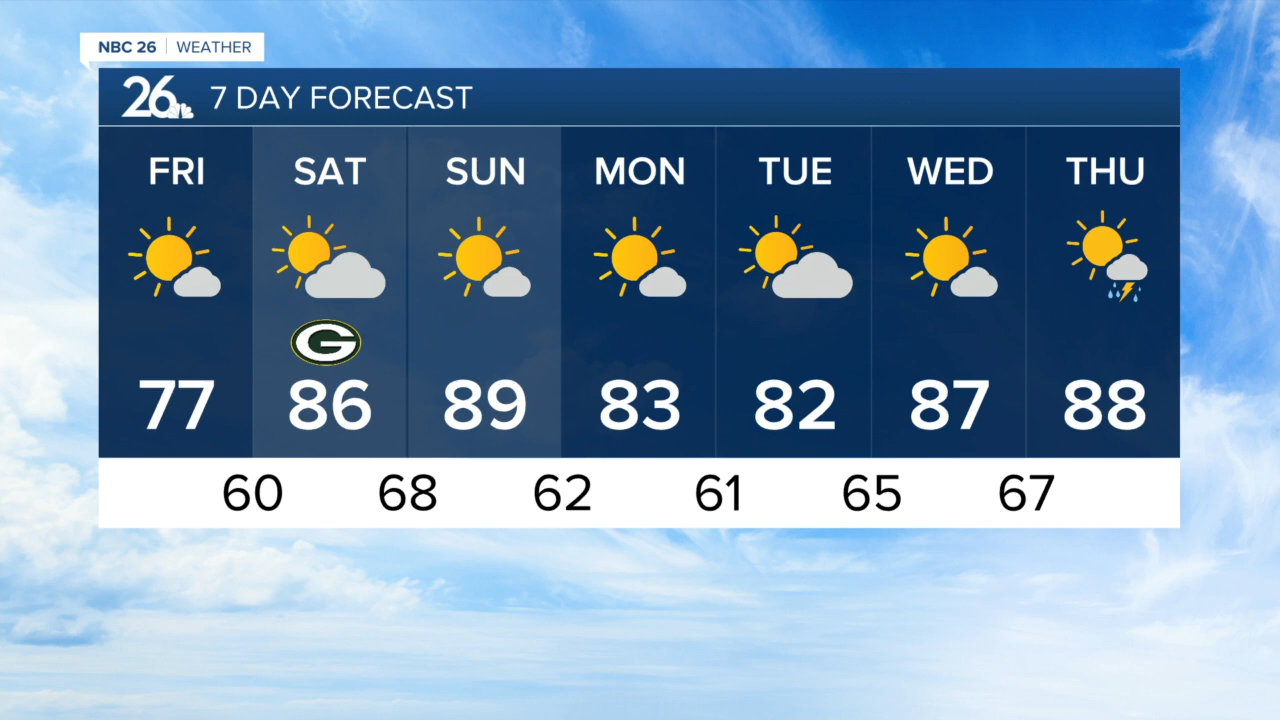 NBC 26 | WEATHER
26 7 DAY FORECAST
FRI SAT SUN MON TUE WED THU
G
77 86 89 83 82 87 88
60 68 62 61 65 67